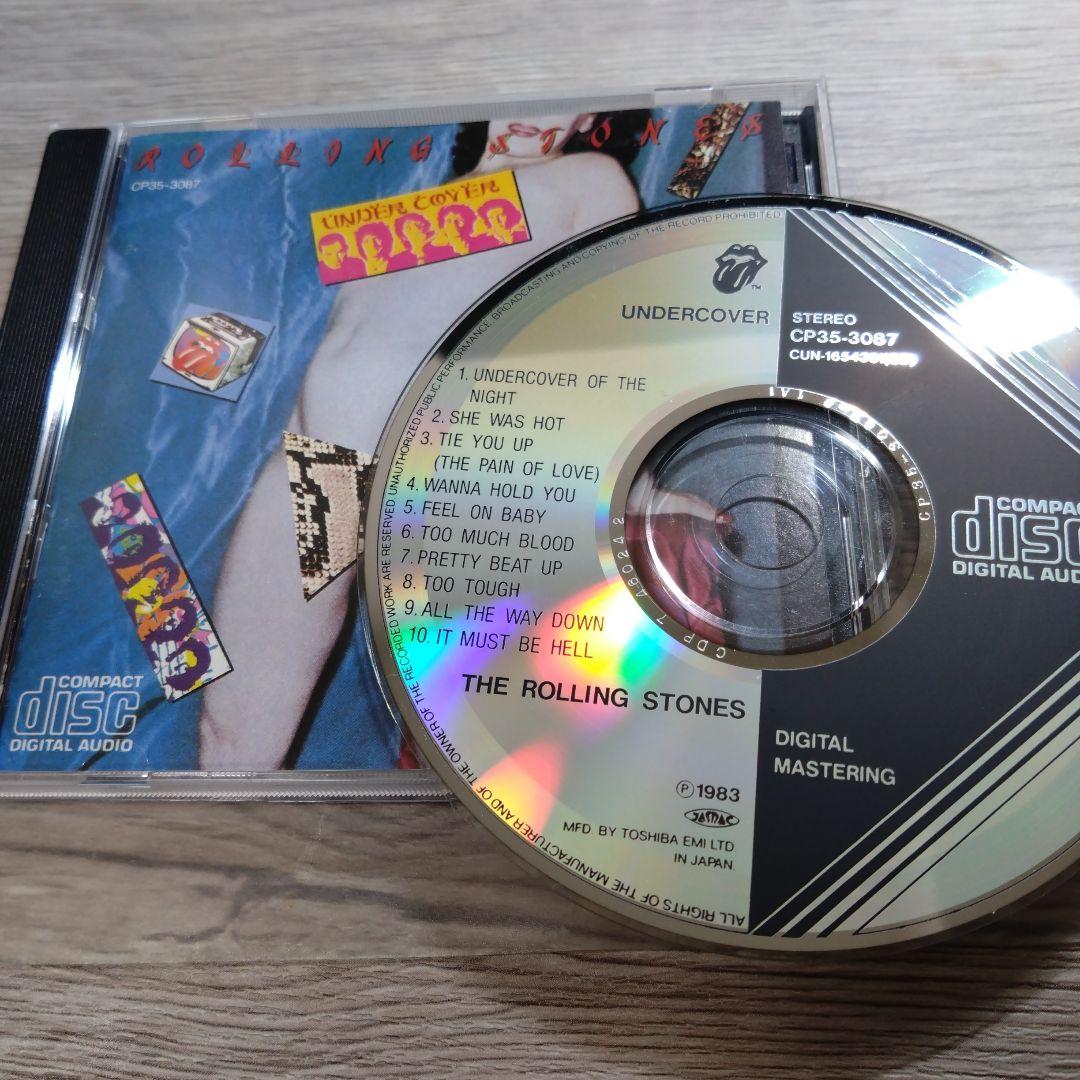 ROLLING STONES
CP35-3087
UNDER COVER
COMPACT
disc
DIGITAL AUDIO
UNDERCOVER
STEREO
CP35-3087
1. UNDERCOVER OF THE
NIGHT
2. SHE WAS HOT
3. TIE YOU UP
(THE PAIN OF LOVE)
4. WANNA HOLD YOU
5. FEEL ON BABY
6. TOO MUCH BLOOD
7. PRETTY BEAT UP
8. TOO TOUGH
9. ALL THE WAY DOWN
10. IT MUST BE HELL
THE ROLLING STONES
COMPACT
disc
DIGITAL AUDIO
DIGITAL
MASTERING
Ⓟ1983
JASRAC
MFD. BY TOSHIBA EMI LTD.
IN JAPAN.
ALL RIGHTS OF THE MANUFACTURER AND OF THE OWNER OF THE RECORDED WORK ARE RESERVED UNAUTHORIZED PUBLIC PERFORMANCE, BROADCASTING AND COPYING OF THE RECORD PROHIBITED